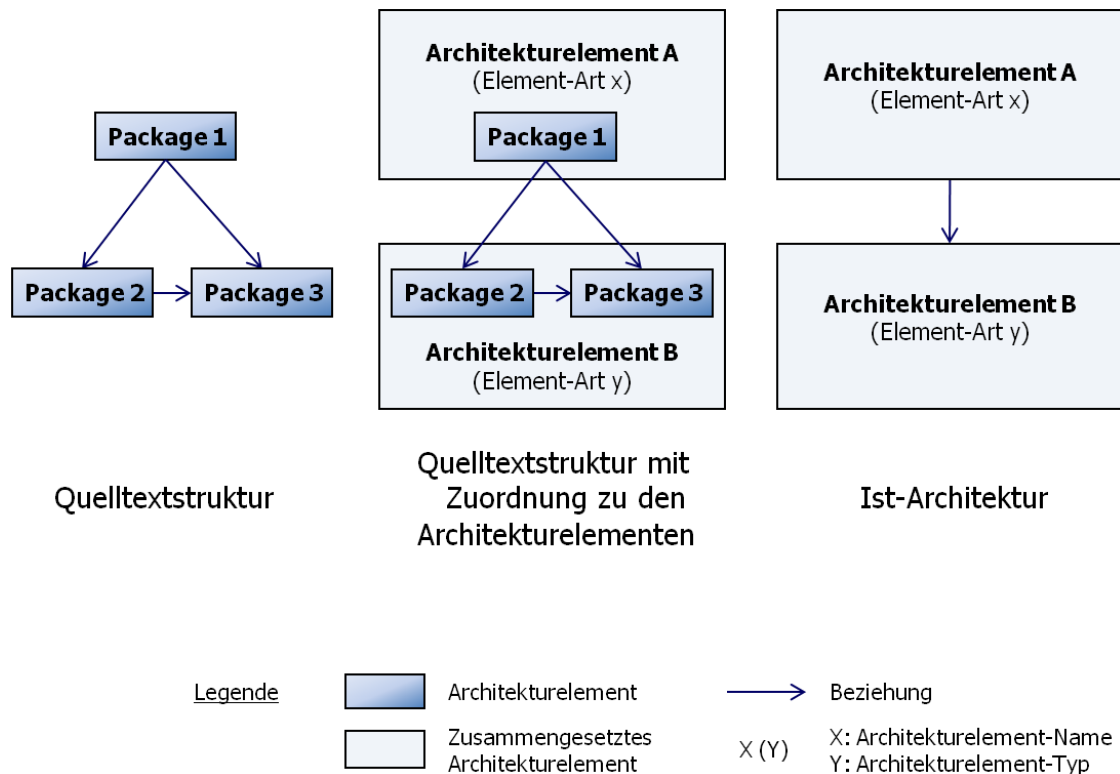 Package 1
Package 2
Package 3
Quelltextstruktur
Architekturelement A
(Element-Art x)
Package 1
Package 2
Package 3
Architekturelement B
(Element-Art y)
Quelltextstruktur mit
Zuordnung zu den
Architekturelementen
Architekturelement A
(Element-Art x)
Architekturelement B
(Element-Art y)
Ist-Architektur
Legende
Architekturelement
Zusammengesetztes
Architekturelement
Beziehung
X (Y)
X: Architekturelement-Name
Y: Architekturelement-Typ